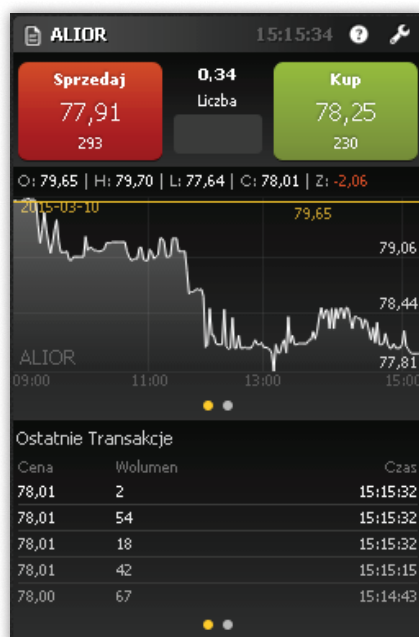 ALIOR 15:15:34 ?
Sprzedaj 0,34 Kup
77,91 Liczba 78,25
293 230
O: 79,65 | H: 79,70 | L: 77,64 | C: 78,01 | Z: -2,06
2015-03-10 79,65
79,06
78,44
ALIOR 77,81
09:00 11:00 13:00 15:00
Ostatnie Transakcje
Cena Wolumen Czas
78,01 2 15:15:32
78,01 54 15:15:32
78,01 18 15:15:32
78,01 42 15:15:15
78,00 67 15:14:43